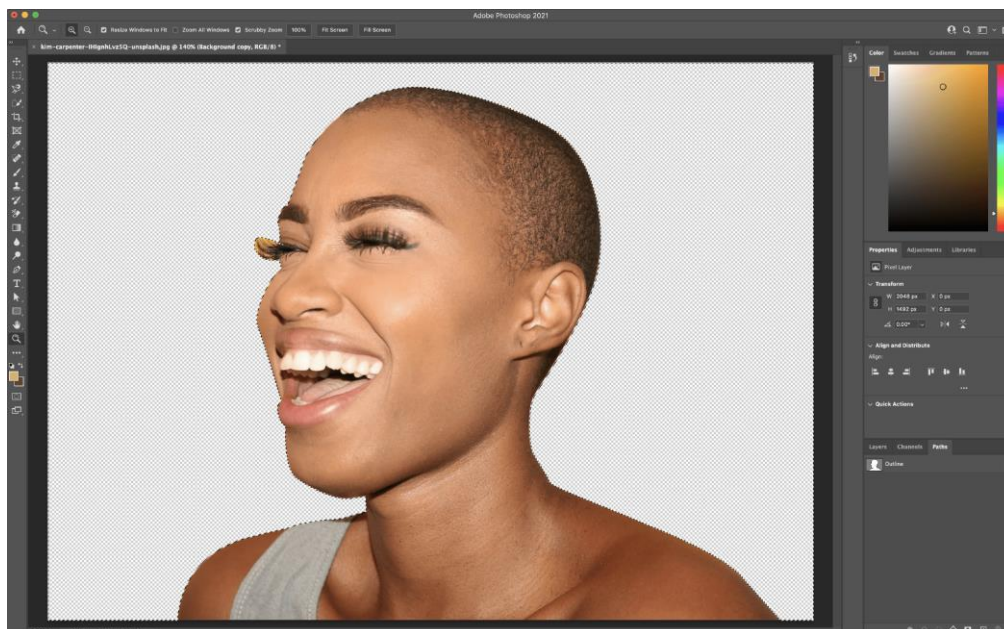 Adobe Photoshop 2021
Resize Windows to Fit Zoom All Windows Scrubby Zoom 100% Fit Screen Fill Screen
@ 140% (Background copy, RGB/8) *
Color Swatches Gradients Patterns
Properties Adjustments Libraries
Pixel Layer
Transform
W px X 0 px
H px Y 0 px
0.00°
Align and Distribute
Align:
Quick Actions
Layers Channels Paths
Outline